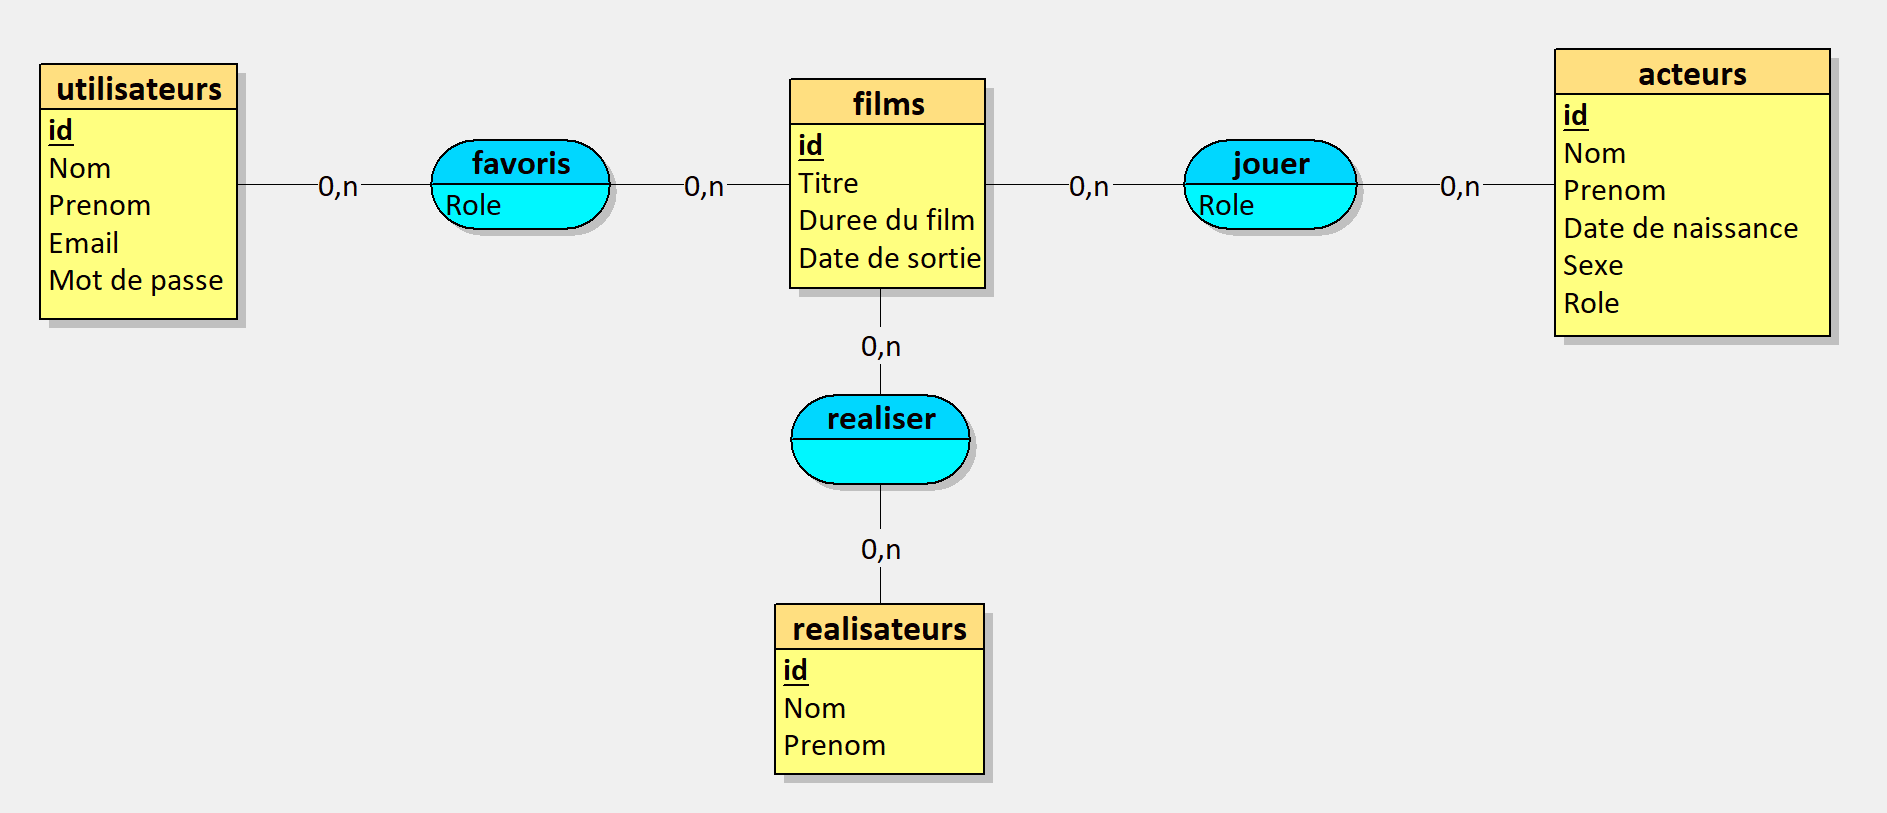 utilisateurs
id
Nom
Prenom
Email
Mot de passe
0,n
favoris
Role
0,n
films
id
Titre
Duree du film
Date de sortie
0,n
jouer
Role
0,n
acteurs
id
Nom
Prenom
Date de naissance
Sexe
Role
0,n
realiser
0,n
realisateurs
id
Nom
Prenom